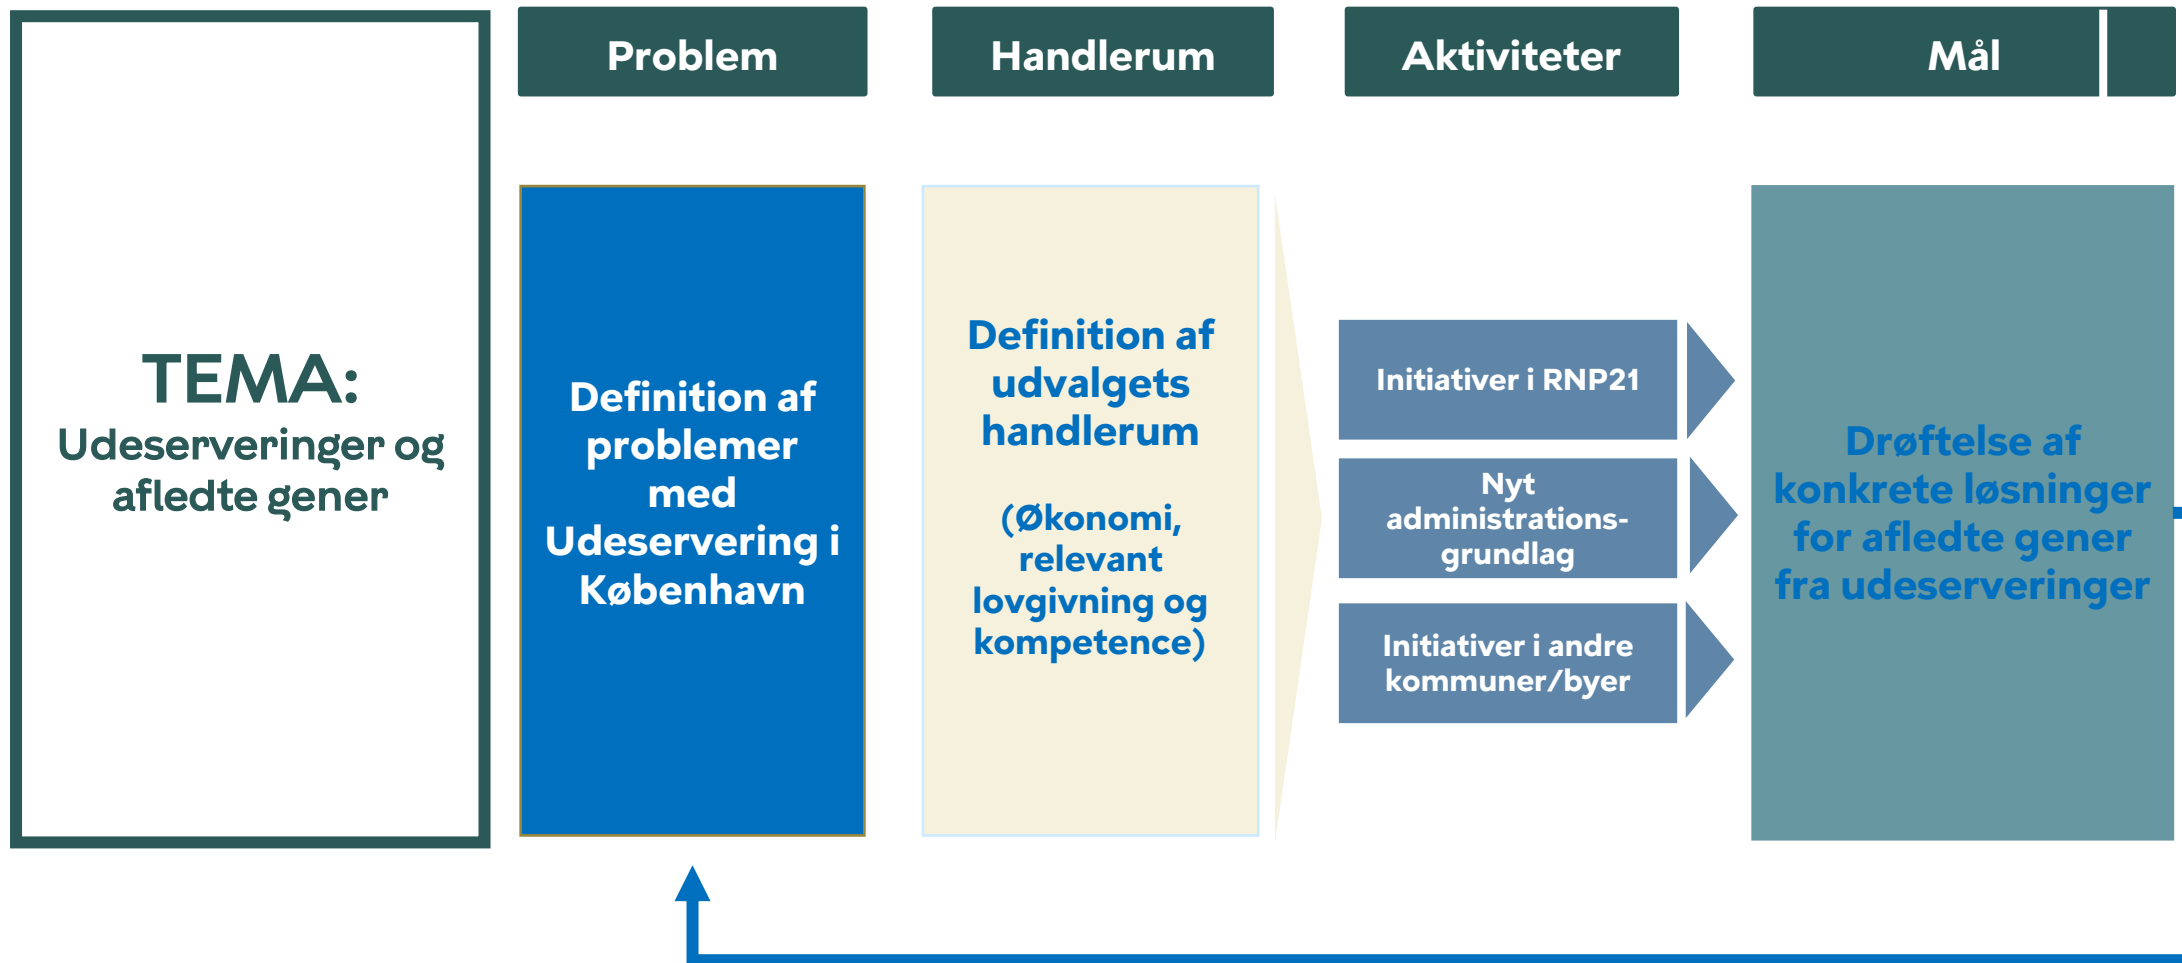 Problem
Handlerum
Aktiviteter
Mål
TEMA:
Udeserveringer og
afledte gener
Definition af
problemer
med
Udeservering i
København
Definition af
udvalgets
handlerum
(Økonomi,
relevant
lovgivning og
kompetence)
Initiativer i RNP21
Nyt
administrations-
grundlag
Initiativer i andre
kommuner/byer
Drøftelse af
konkrete løsninger
for afledte gener
fra udeserveringer